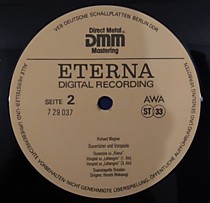 VEB DEUTSCHE SCHALLPLATTEN BERLIN DDR
Direct Metal
DMM
Mastering
ETERNA
DIGITAL RECORDING
SEITE 2
AWA
7 29 037
ST 33
Richard Wagner
Ouvertüren und Vorspiele
Ouvertüre zu „Rienzi“
Vorspiel zu „Lohengrin“ (1. Akt)
Vorspiel zu „Lohengrin“ (3. Akt)
Staatskapelle Dresden
Dirigent: Hiroshi Wakasugi